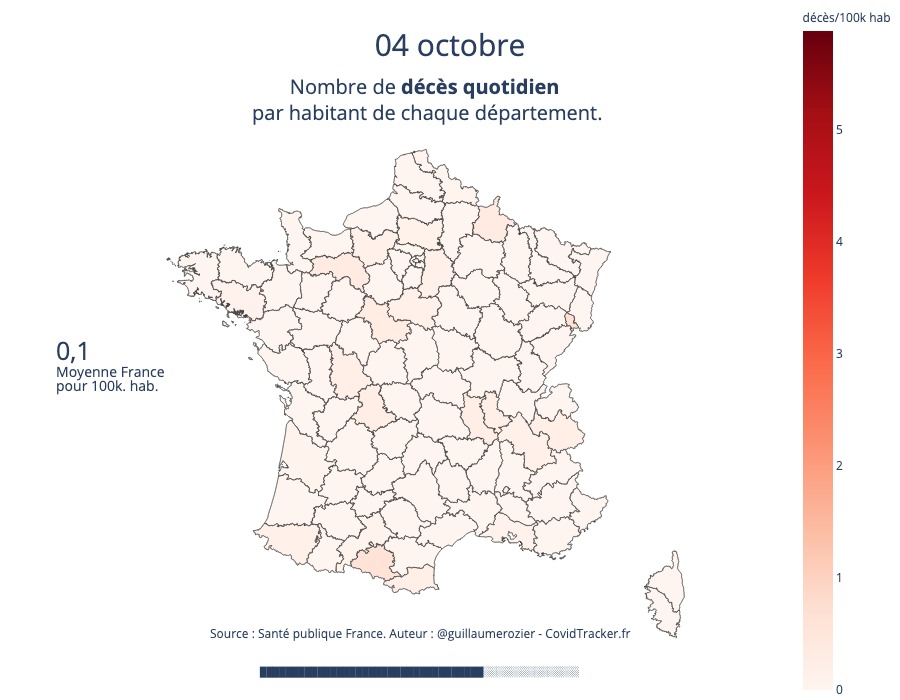 décès/100k hab
04 octobre
Nombre de décès quotidien
par habitant de chaque département.
5
4
0,1
Moyenne France
pour 100k. hab.
3
2
1
Source : Santé publique France. Auteur : @guillaumerozier - CovidTracker.fr
0